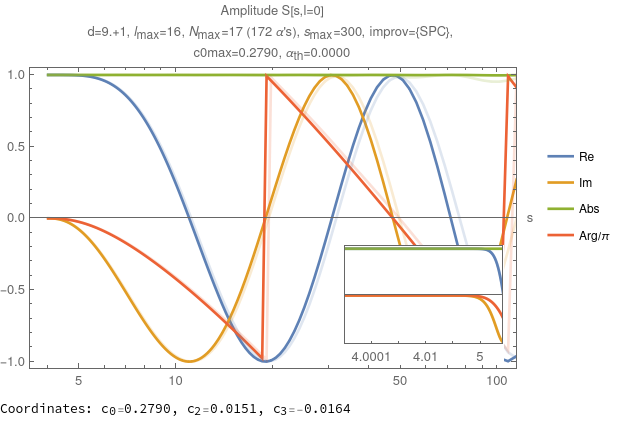 Amplitude S[s,l=0]
d=9.+1, lmax=16, Nmax=17 (172 α's), smax=300, improv={SPC},
c0max=0.2790, αth=0.0000
1.0
0.5
0.0
−0.5
−1.0
s
Re
Im
Abs
Arg/π
4.0001 4.01 5
5 10 50 100
Coordinates: c0=0.2790, c2=0.0151, c3=-0.0164